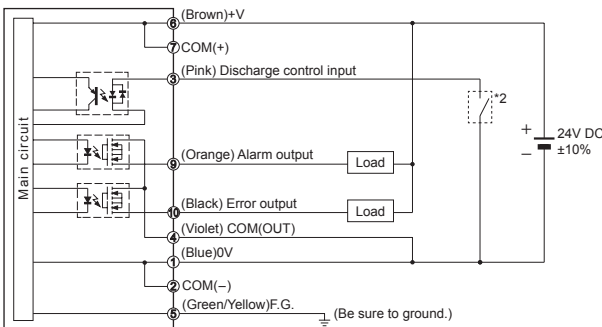 ⑥ (Brown)+V
⑦ COM(+)
③ (Pink) Discharge control input
*2
+
24V DC
±10%
−
Main circuit
⑨ (Orange) Alarm output
Load
⑩ (Black) Error output
Load
④ (Violet) COM(OUT)
① (Blue)0V
② COM(−)
⑤ (Green/Yellow)F.G.
(Be sure to ground.)